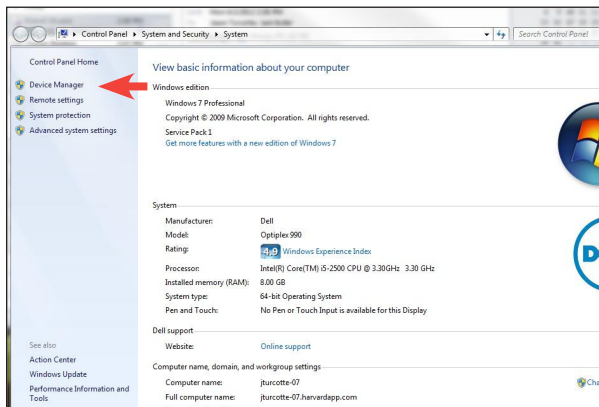 Control Panel ▸ System and Security ▸ System
Search Control Panel
Control Panel Home
Device Manager
Remote settings
System protection
Advanced system settings
View basic information about your computer
Windows edition
Windows 7 Professional
Copyright © 2009 Microsoft Corporation. All rights reserved.
Service Pack 1
Get more features with a new edition of Windows 7
System
Manufacturer: Dell
Model: Optiplex 990
Rating: 4,9 Windows Experience Index
Processor: Intel(R) Core(TM) i5-2500 CPU @ 3.30GHz 3.30 GHz
Installed memory (RAM): 8.00 GB
System type: 64-bit Operating System
Pen and Touch: No Pen or Touch Input is available for this Display
Dell support
Website: Online support
Computer name, domain, and workgroup settings
Computer name: jturcotte-07
Cha
Full computer name: jturcotte-07.harvardapp.com
See also
Action Center
Windows Update
Performance Information and
Tools